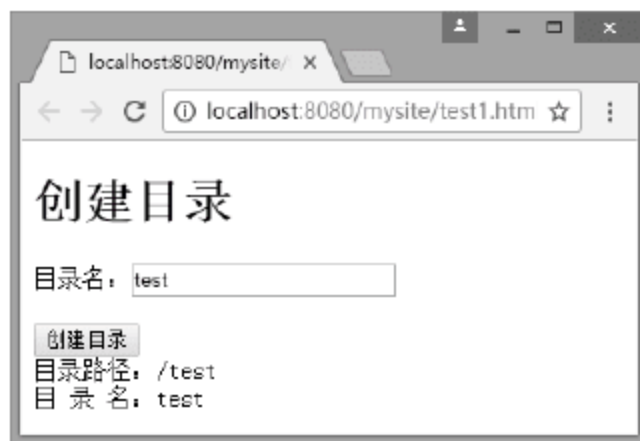 localhost:8080/mysite/
localhost:8080/mysite/test1.htm
创建目录
目录名：test
创建目录
目录路径：/test
目 录 名：test